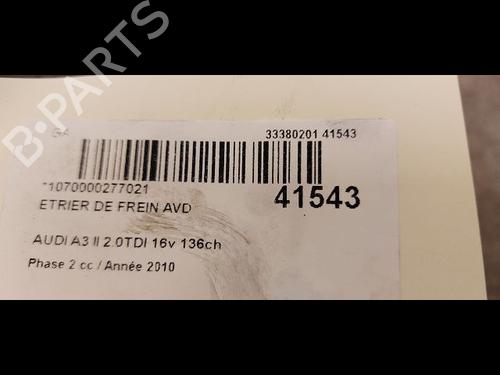 GA 33380201 41543
*1070000277021
41543
ETRIER DE FREIN AVD
AUDI A3 II 2.0TDI 16v 136ch
Phase 2 cc / Année 2010
B-PARTS